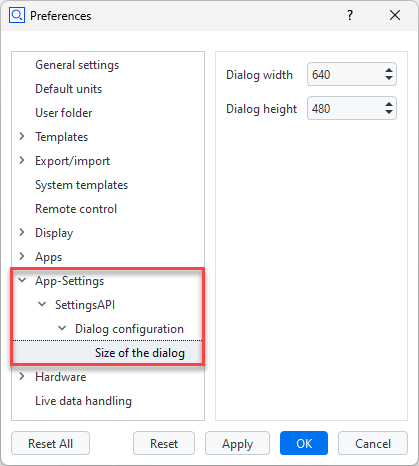 Preferences
?
General settings
Default units
User folder
Templates
Export/import
System templates
Remote control
Display
Apps
App-Settings
SettingsAPI
Dialog configuration
Size of the dialog
Hardware
Live data handling
Dialog width 640
Dialog height 480
Reset All Reset Apply OK Cancel